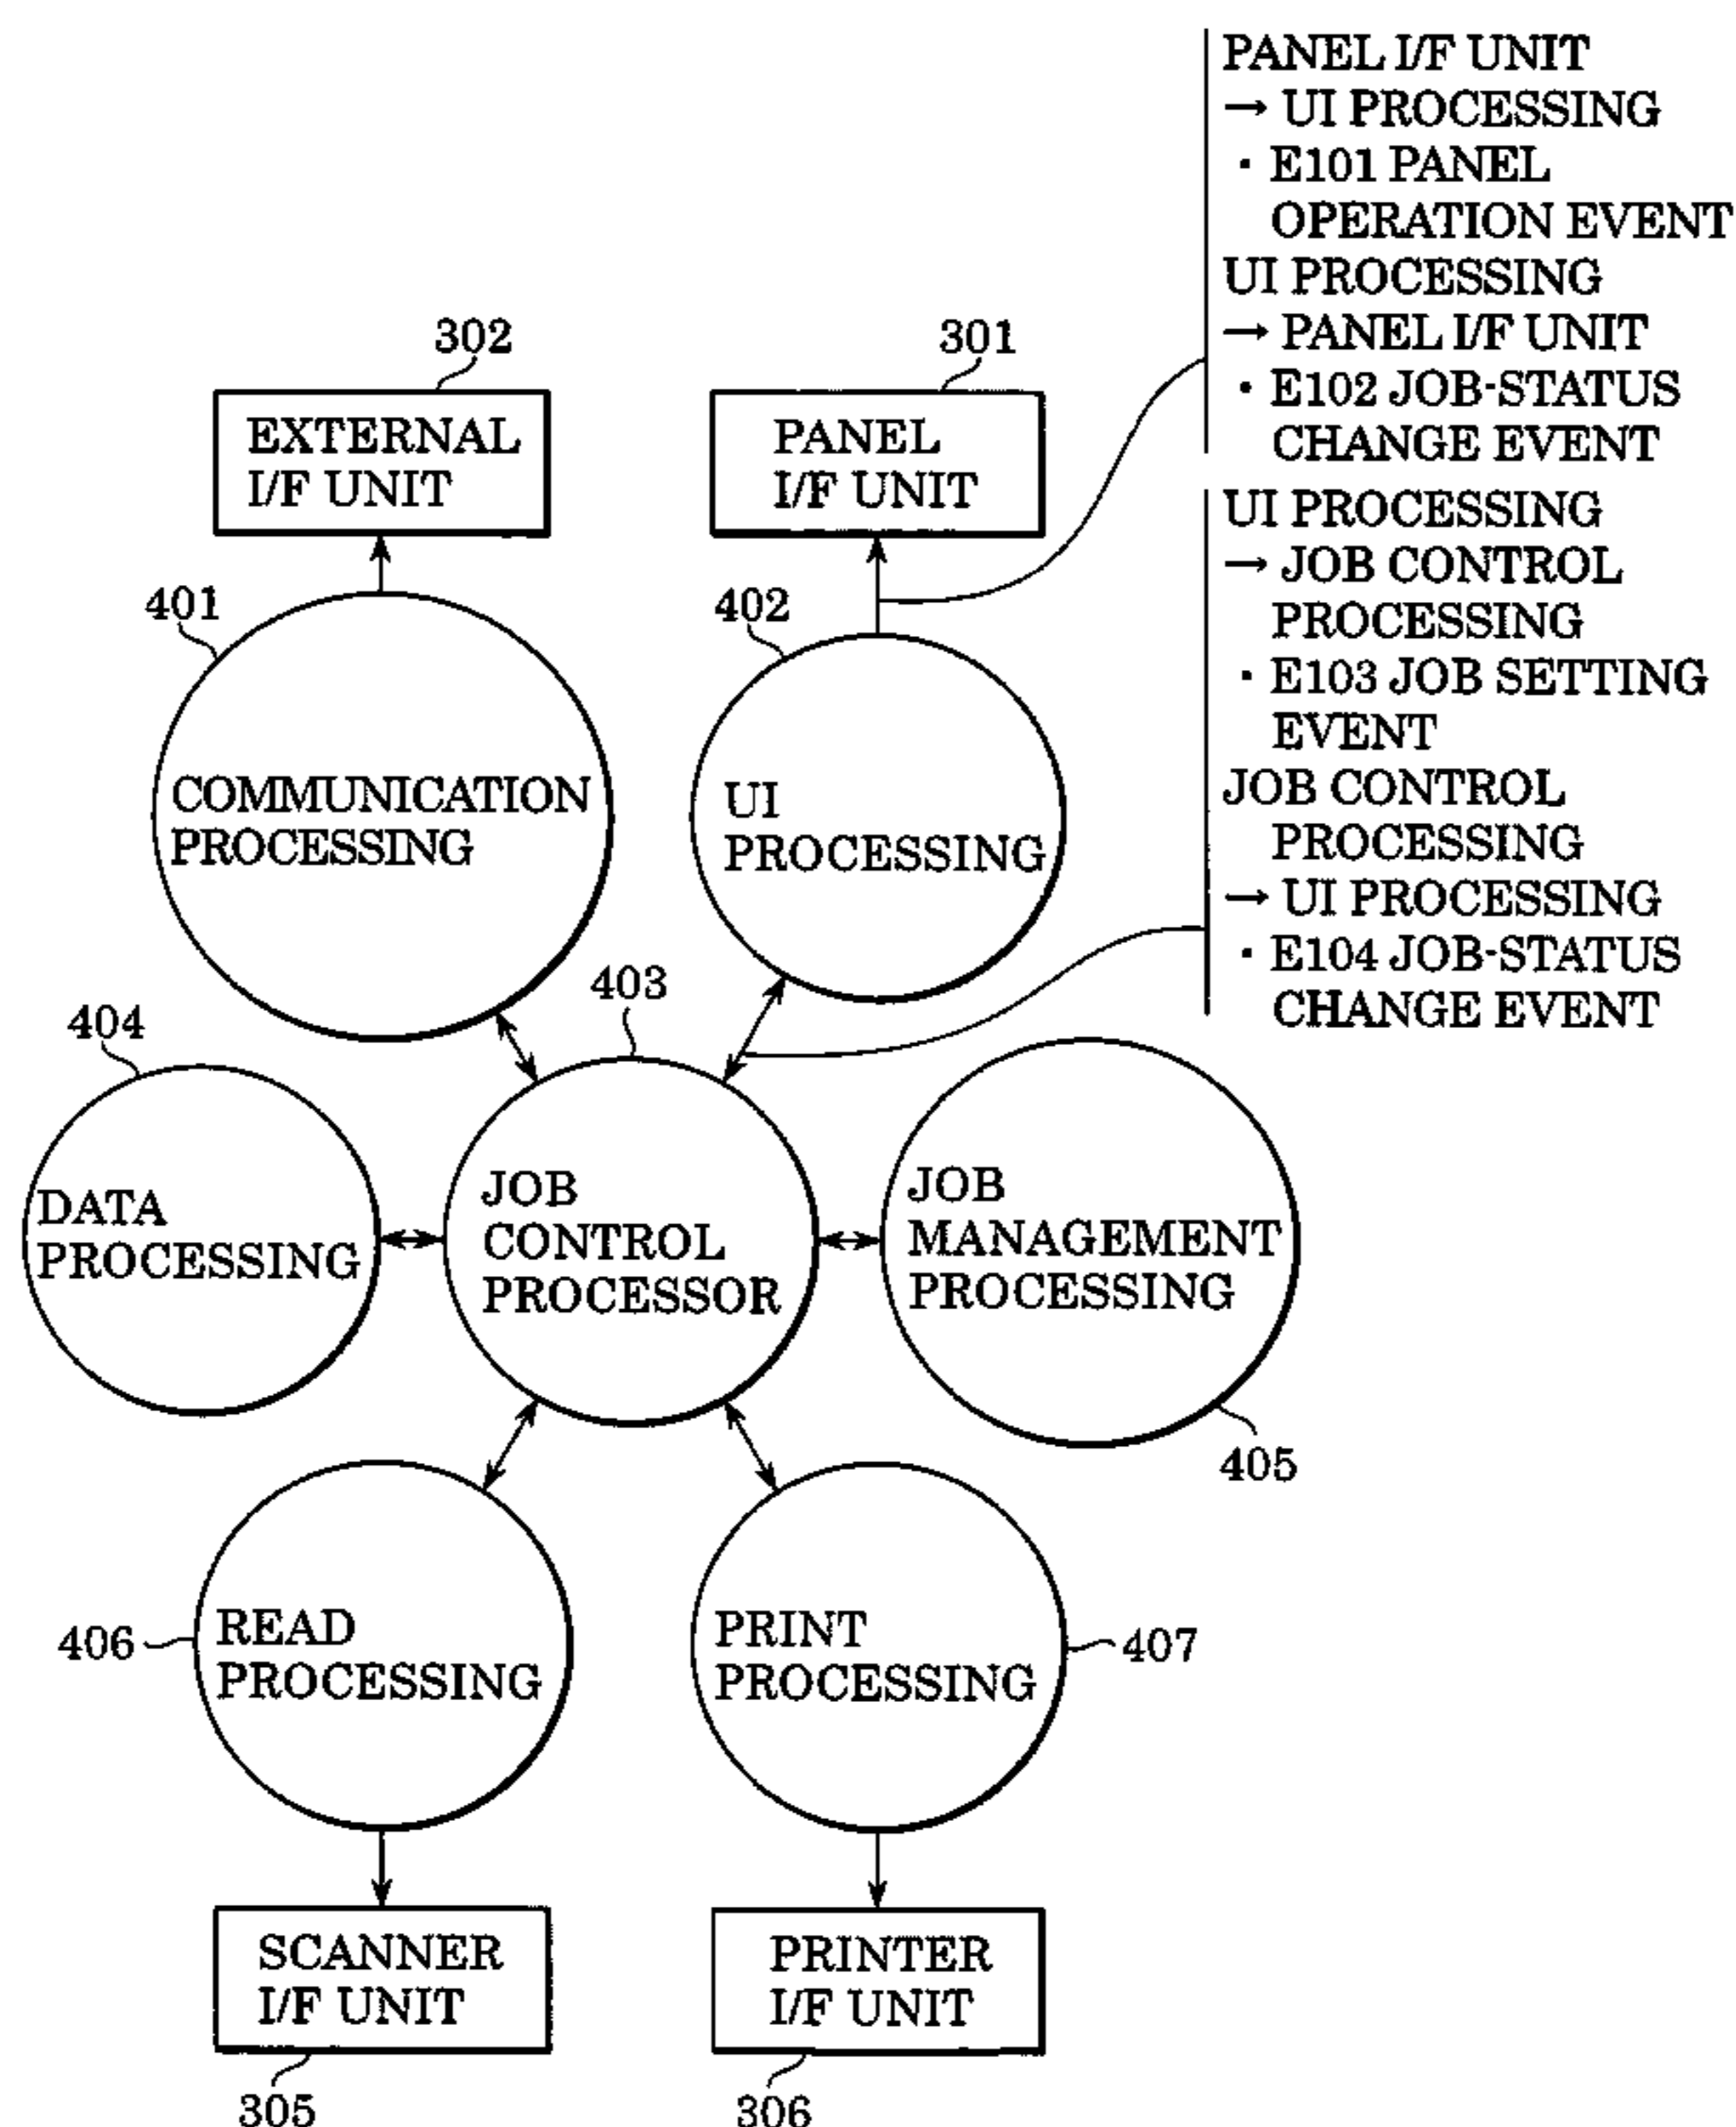 PANEL I/F UNIT
→ UI PROCESSING
· E101 PANEL
OPERATION EVENT
UI PROCESSING
→ PANEL I/F UNIT
· E102 JOB-STATUS
CHANGE EVENT
UI PROCESSING
→ JOB CONTROL
PROCESSING
· E103 JOB SETTING
EVENT
JOB CONTROL
PROCESSING
→ UI PROCESSING
· E104 JOB-STATUS
CHANGE EVENT
302
EXTERNAL
I/F UNIT
301
PANEL
I/F UNIT
401
COMMUNICATION
PROCESSING
402
UI
PROCESSING
404
DATA
PROCESSING
403
JOB
CONTROL
PROCESSOR
JOB
MANAGEMENT
PROCESSING
405
406
READ
PROCESSING
PRINT
PROCESSING
407
SCANNER
I/F UNIT
305
PRINTER
I/F UNIT
306